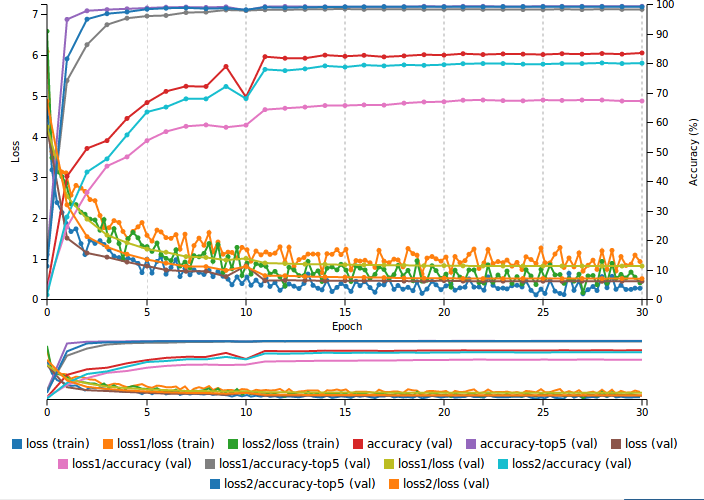 7
6
5
4
3
2
1
0
Loss
100
90
80
70
60
50
40
30
20
10
0
Accuracy (%)
0 5 10 15 20 25 30
Epoch
0 5 10 15 20 25 30
loss (train) loss1/loss (train) loss2/loss (train) accuracy (val) accuracy-top5 (val) loss (val)
loss1/accuracy (val) loss1/accuracy-top5 (val) loss1/loss (val) loss2/accuracy (val)
loss2/accuracy-top5 (val) loss2/loss (val)